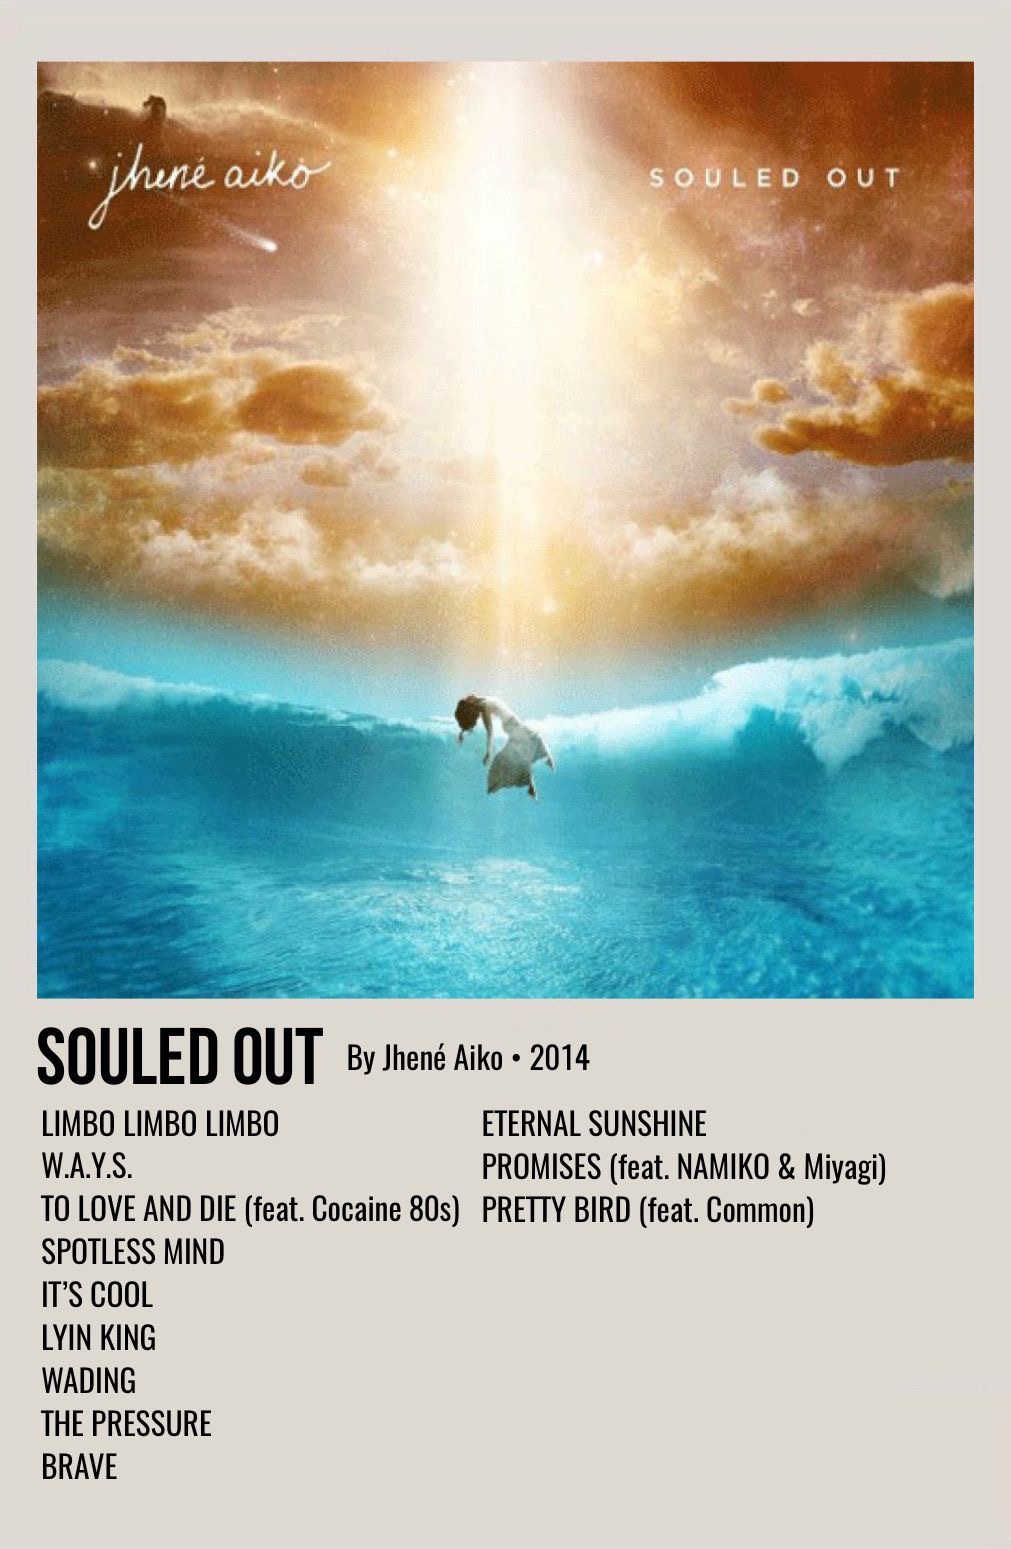 jhené aiko
SOULED OUT
SOULED OUT By Jhené Aiko • 2014
LIMBO LIMBO LIMBO
W.A.Y.S.
TO LOVE AND DIE (feat. Cocaine 80s)
SPOTLESS MIND
IT’S COOL
LYIN KING
WADING
THE PRESSURE
BRAVE
ETERNAL SUNSHINE
PROMISES (feat. NAMIKO & Miyagi)
PRETTY BIRD (feat. Common)